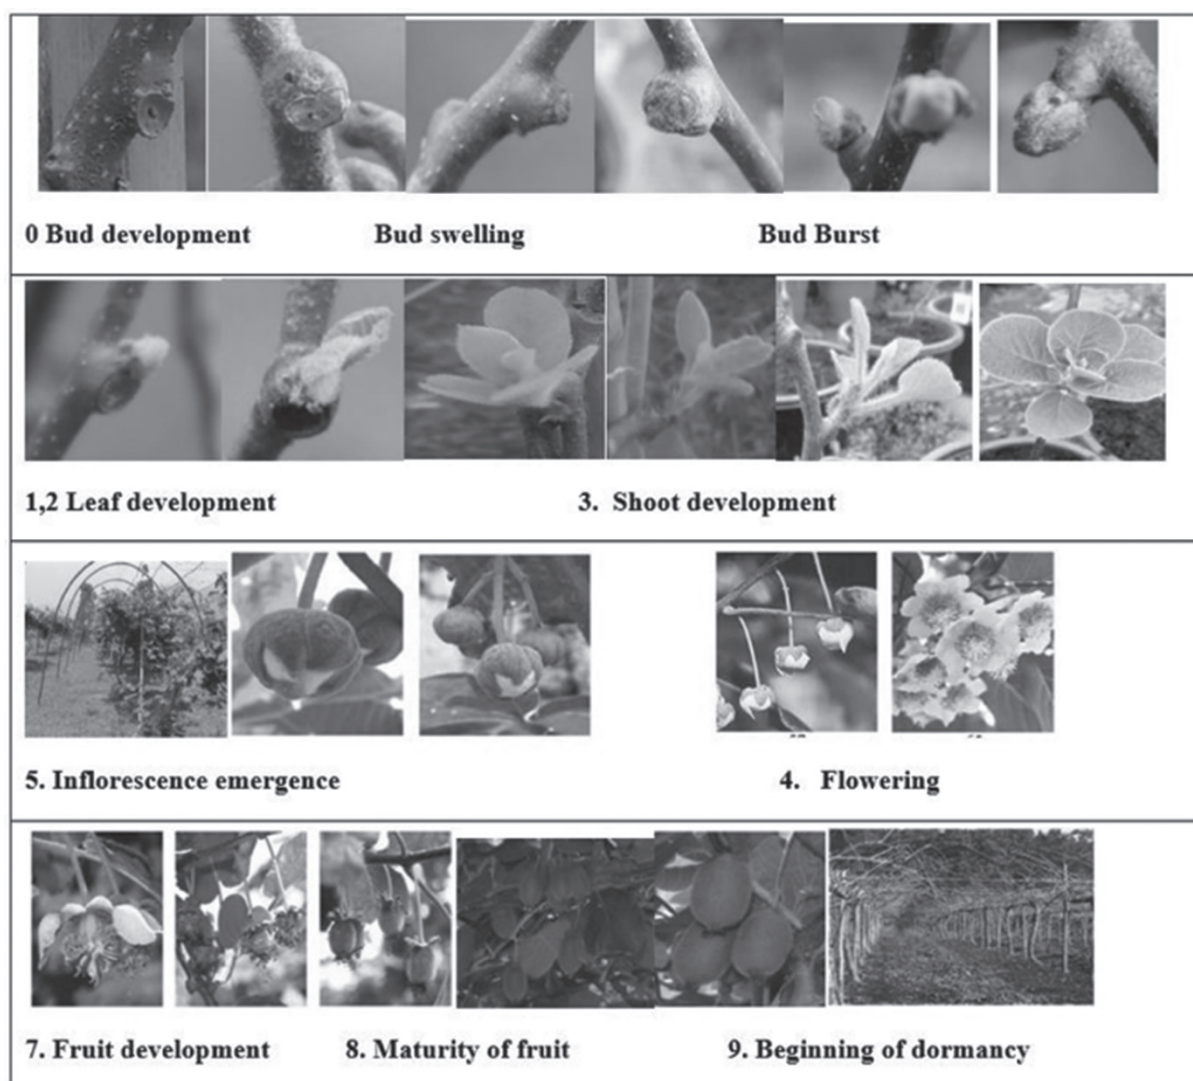 0 Bud development Bud swelling Bud Burst
1,2 Leaf development 3. Shoot development
5. Inflorescence emergence 4. Flowering
7. Fruit development 8. Maturity of fruit 9. Beginning of dormancy